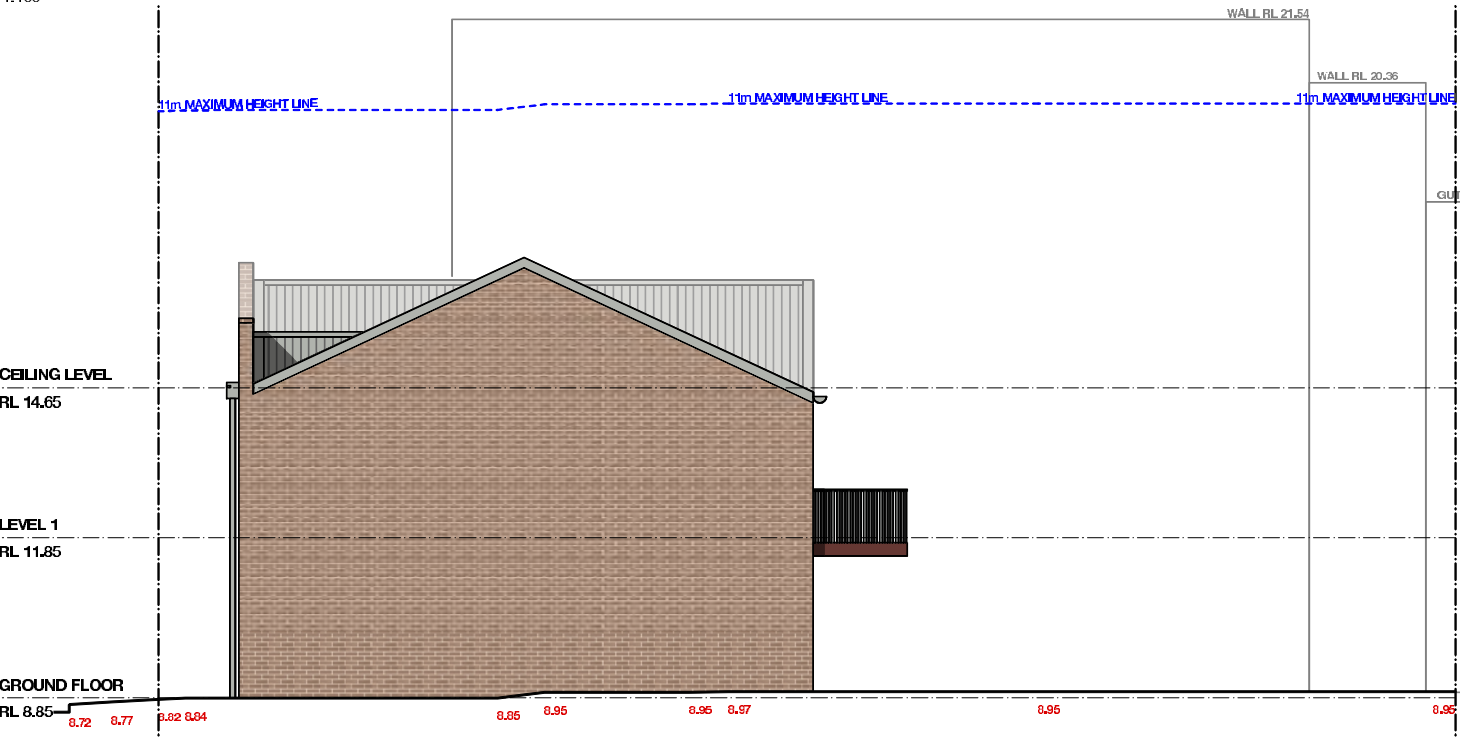 WALL RL 21.54
WALL RL 20.36
11m MAXIMUM HEIGHT LINE
11m MAXIMUM HEIGHT LINE
11m MAXIMUM HEIGHT LINE
CEILING LEVEL
RL 14.65
LEVEL 1
RL 11.85
GROUND FLOOR
RL 8.85
8.72
8.77
8.82 8.84
8.85
8.95
8.95
8.97
8.95
8.95